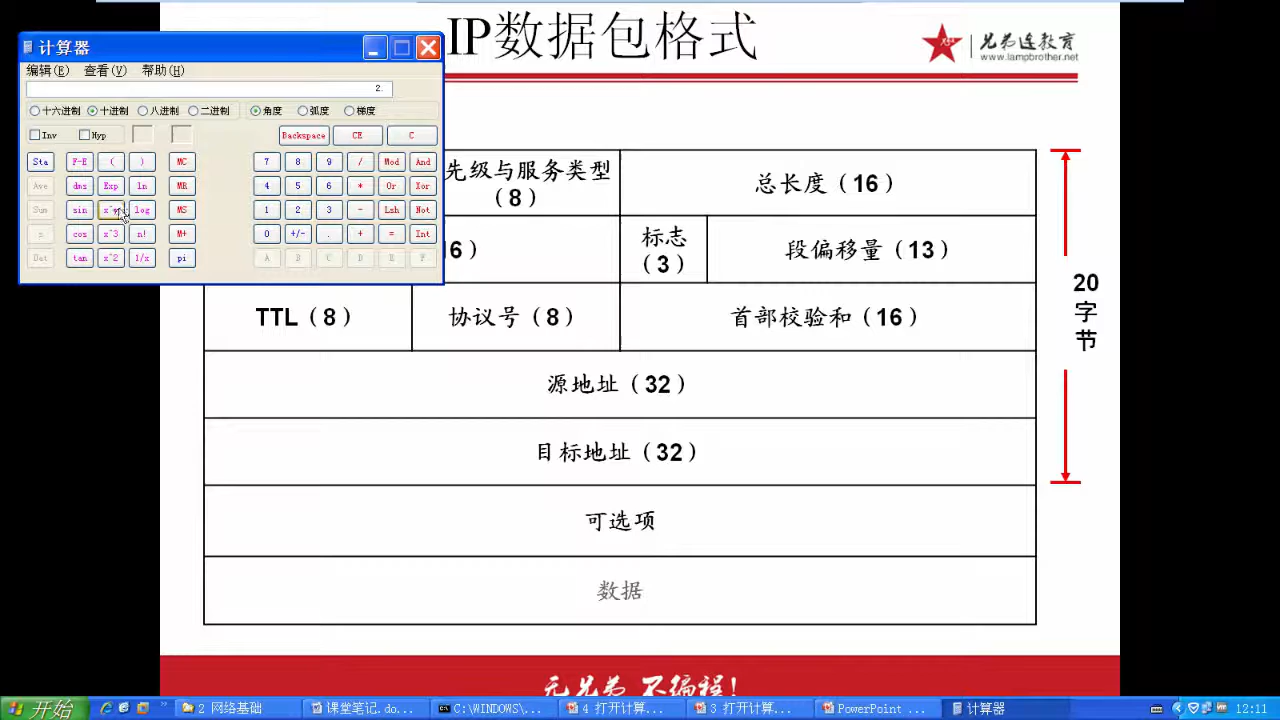 IP数据包格式
兄弟连教育
www.lampbrother.net
计算器
编辑(E) 查看(V) 帮助(H)
2.
十六进制 十进制 八进制 二进制 角度 弧度 梯度
Inv Hyp Backspace CE C
Sta F-E ( ) MC 7 8 9 / Mod And
Ave dms Exp ln MR 4 5 6 * Or Xor
Sum sin x^y log MS 1 2 3 - Lsh Not
s cos x^3 n! M+ 0 +/- . + = Int
Dat tan x^2 1/x pi A B C D E F
先级与服务类型
(8)
总长度(16)
16)
标志
(3)
段偏移量(13)
TTL(8) 协议号(8) 首部校验和(16)
源地址(32)
目标地址(32)
可选项
数据
20
字
节
无兄弟 不编程!
开始 2 网络基础 课堂笔记.do... C:\WINDOWS\... 4 打开计算... 3 打开计算... PowerPoint ... 计算器 12:11